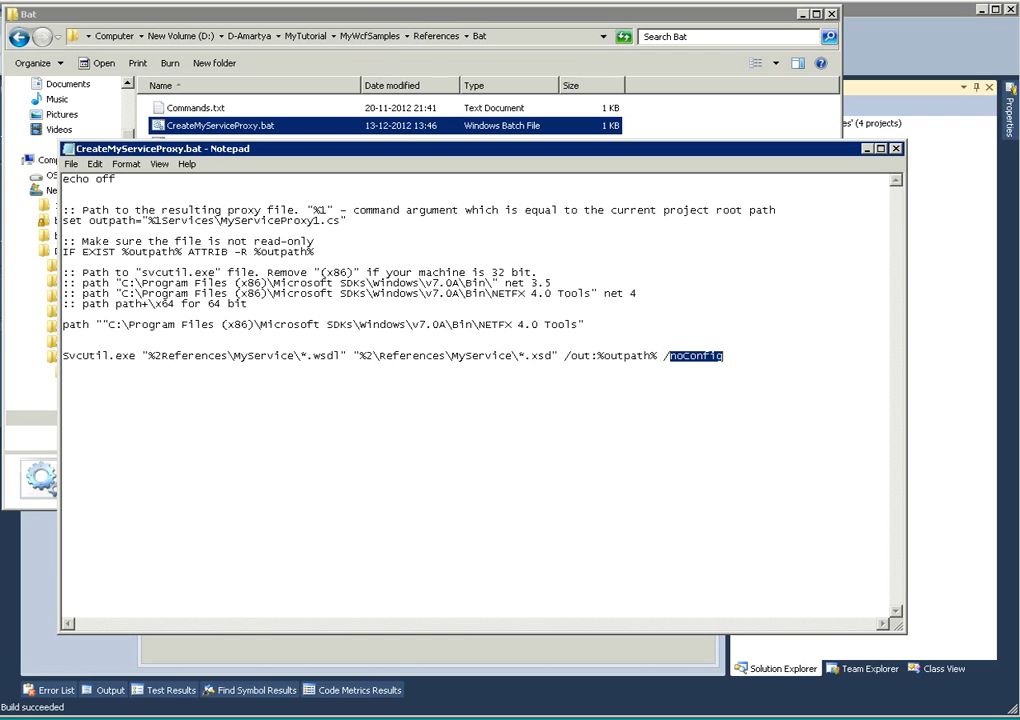 Bat
Computer ▸ New Volume (D:) ▸ D-Amartya ▸ MyTutorial ▸ MyWcfSamples ▸ References ▸ Bat
Search Bat
Organize Open Print Burn New folder
Documents
Music
Pictures
Videos
Name Date modified Type Size
Commands.txt 20-11-2012 21:41 Text Document 1 KB
CreateMyServiceProxy.bat 13-12-2012 13:46 Windows Batch File 1 KB
es' (4 projects)
Properties
Comp
OS
Ne
CreateMyServiceProxy.bat - Notepad
File Edit Format View Help
echo off
:: Path to the resulting proxy file. "%1" - command argument which is equal to the current project root path
set outpath="%1Services\MyServiceProxy1.cs"
:: Make sure the file is not read-only
IF EXIST %outpath% ATTRIB -R %outpath%
:: Path to "svcutil.exe" file. Remove "(x86)" if your machine is 32 bit.
:: path "C:\Program Files (x86)\Microsoft SDKs\Windows\v7.0A\Bin\" net 3.5
:: path "C:\Program Files (x86)\Microsoft SDKs\Windows\v7.0A\Bin\NETFX 4.0 Tools" net 4
:: path path+\x64 for 64 bit
path ""C:\Program Files (x86)\Microsoft SDKs\Windows\v7.0A\Bin\NETFX 4.0 Tools"
SvcUtil.exe "%2References\MyService\*.wsdl" "%2\References\MyService\*.xsd" /out:%outpath% /noConfig
Solution Explorer Team Explorer Class View
Error List Output Test Results Find Symbol Results Code Metrics Results
Build succeeded